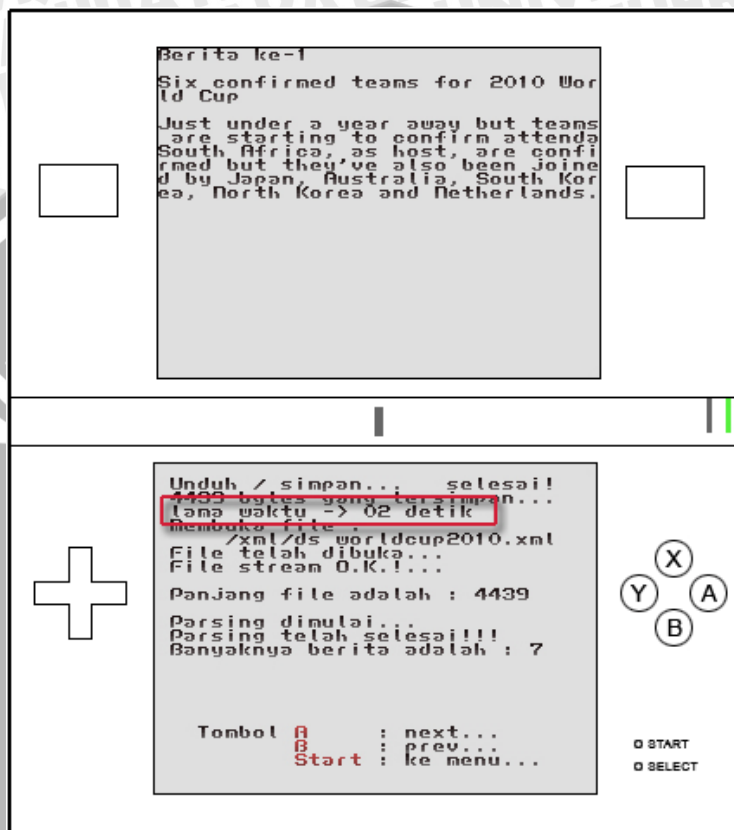 Berita ke-1
Six confirmed teams for 2010 Wor
ld Cup
Just under a year away but teams
are starting to confirm attenda
South Africa, as host, are confi
rmed but they've also been joine
d by Japan, Australia, South Kor
ea, North Korea and Netherlands.
Unduh / simpan... selesai!
4439 bytes yang tersimpan...
lama waktu -> 02 detik
Membuka file :
/xml/ds_worldcup2010.xml
File telah dibuka...
File stream O.K.!...
Panjang file adalah : 4439
Parsing dimulai...
Parsing telah selesai!!!
Banyaknya berita adalah : 7
Tombol A : next...
B : prev...
Start : ke menu...
X
Y A
B
START
SELECT